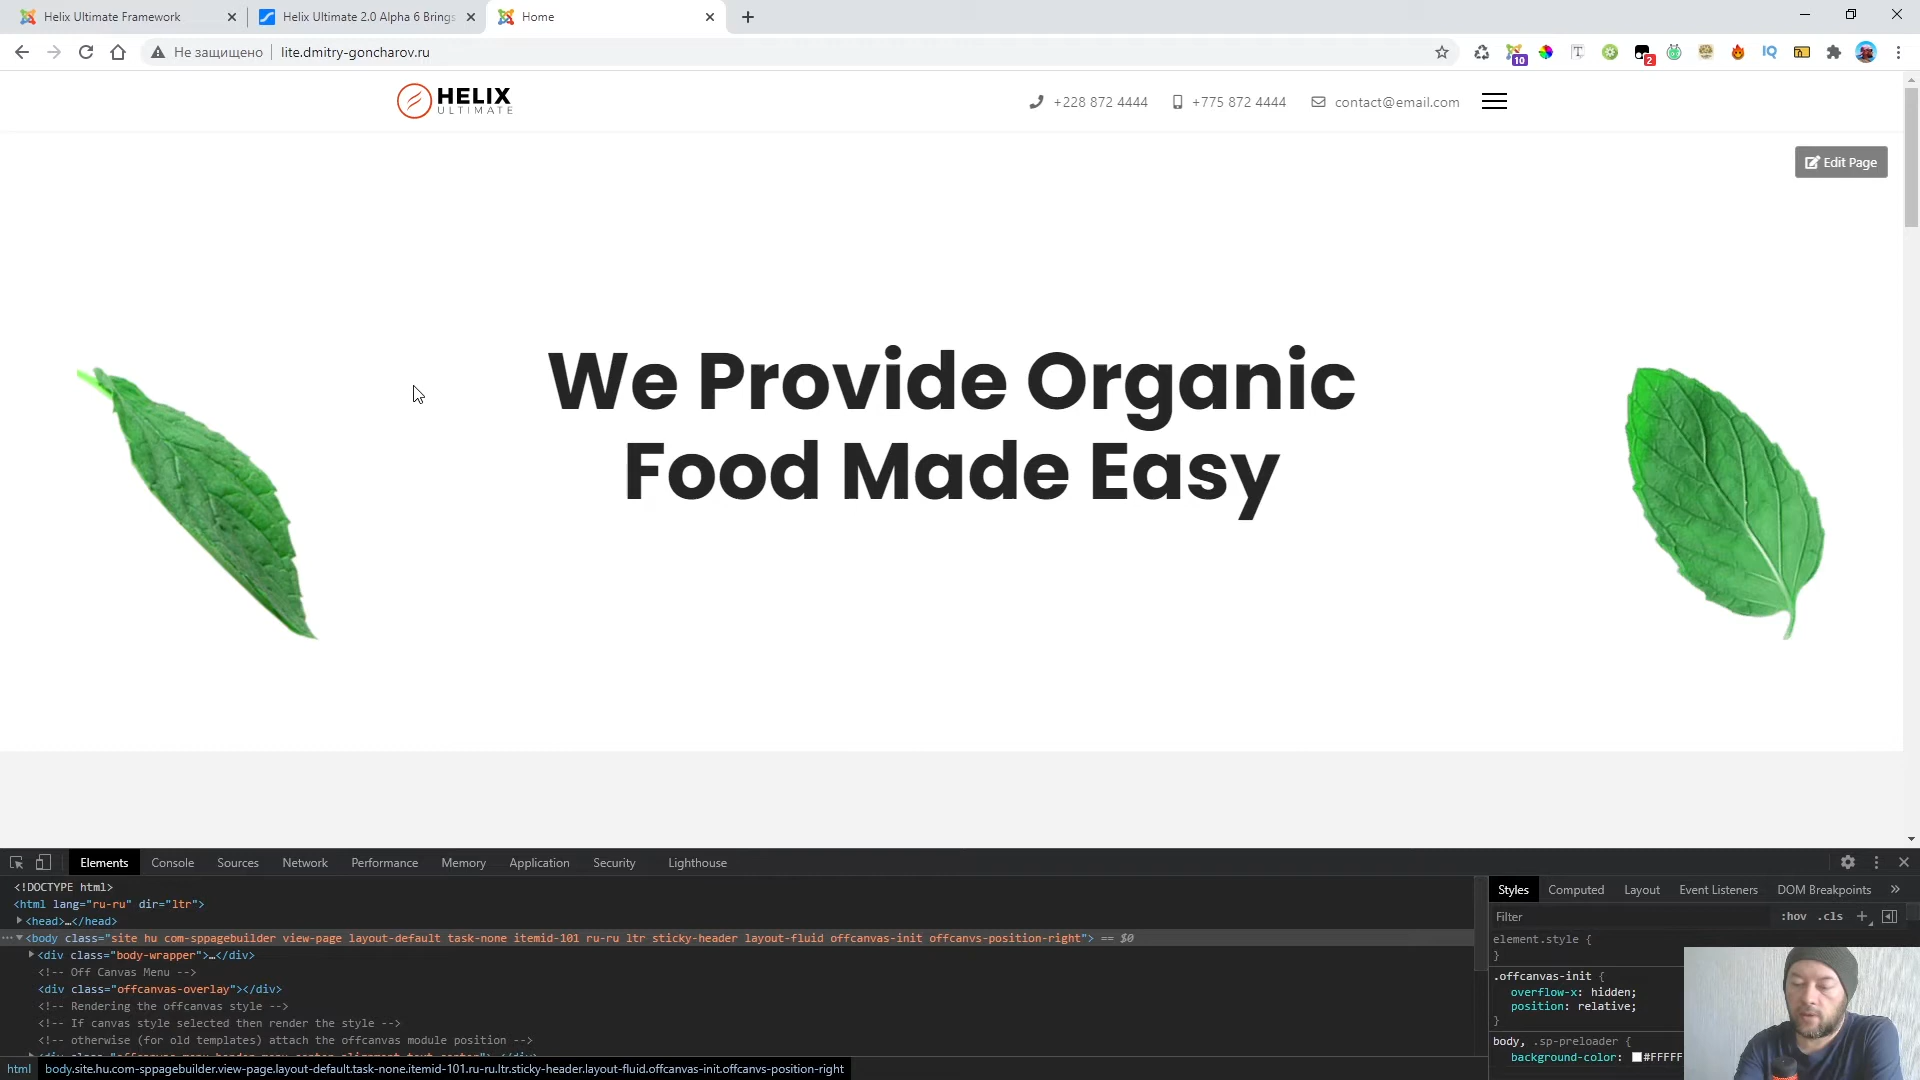 Helix Ultimate Framework
Helix Ultimate 2.0 Alpha 6 Brings
Home
Не защищено
lite.dmitry-goncharov.ru
10
2
T
IQ
HELIX
ULTIMATE
+228 872 4444
+775 872 4444
contact@email.com
Edit Page
We Provide Organic
Food Made Easy
Elements Console Sources Network Performance Memory Application Security Lighthouse
<!DOCTYPE html>
<html lang="ru-ru" dir="ltr">
<head>…</head>
<body class="site hu com-sppagebuilder view-page layout-default task-none itemid-101 ru-ru ltr sticky-header layout-fluid offcanvas-init offcanvs-position-right"> == $0
<div class="body-wrapper">…</div>
<!-- Off Canvas Menu -->
<div class="offcanvas-overlay"></div>
<!-- Rendering the offcanvas style -->
<!-- If canvas style selected then render the style -->
<!-- otherwise (for old templates) attach the offcanvas module position -->
html body.site.hu.com-sppagebuilder.view-page.layout-default.task-none.itemid-101.ru-ru.ltr.sticky-header.layout-fluid.offcanvas-init.offcanvs-position-right
Styles Computed Layout Event Listeners DOM Breakpoints
Filter
:hov .cls
element.style {
}
.offcanvas-init {
overflow-x: hidden;
position: relative;
}
body, .sp-preloader {
background-color: #FFFFF